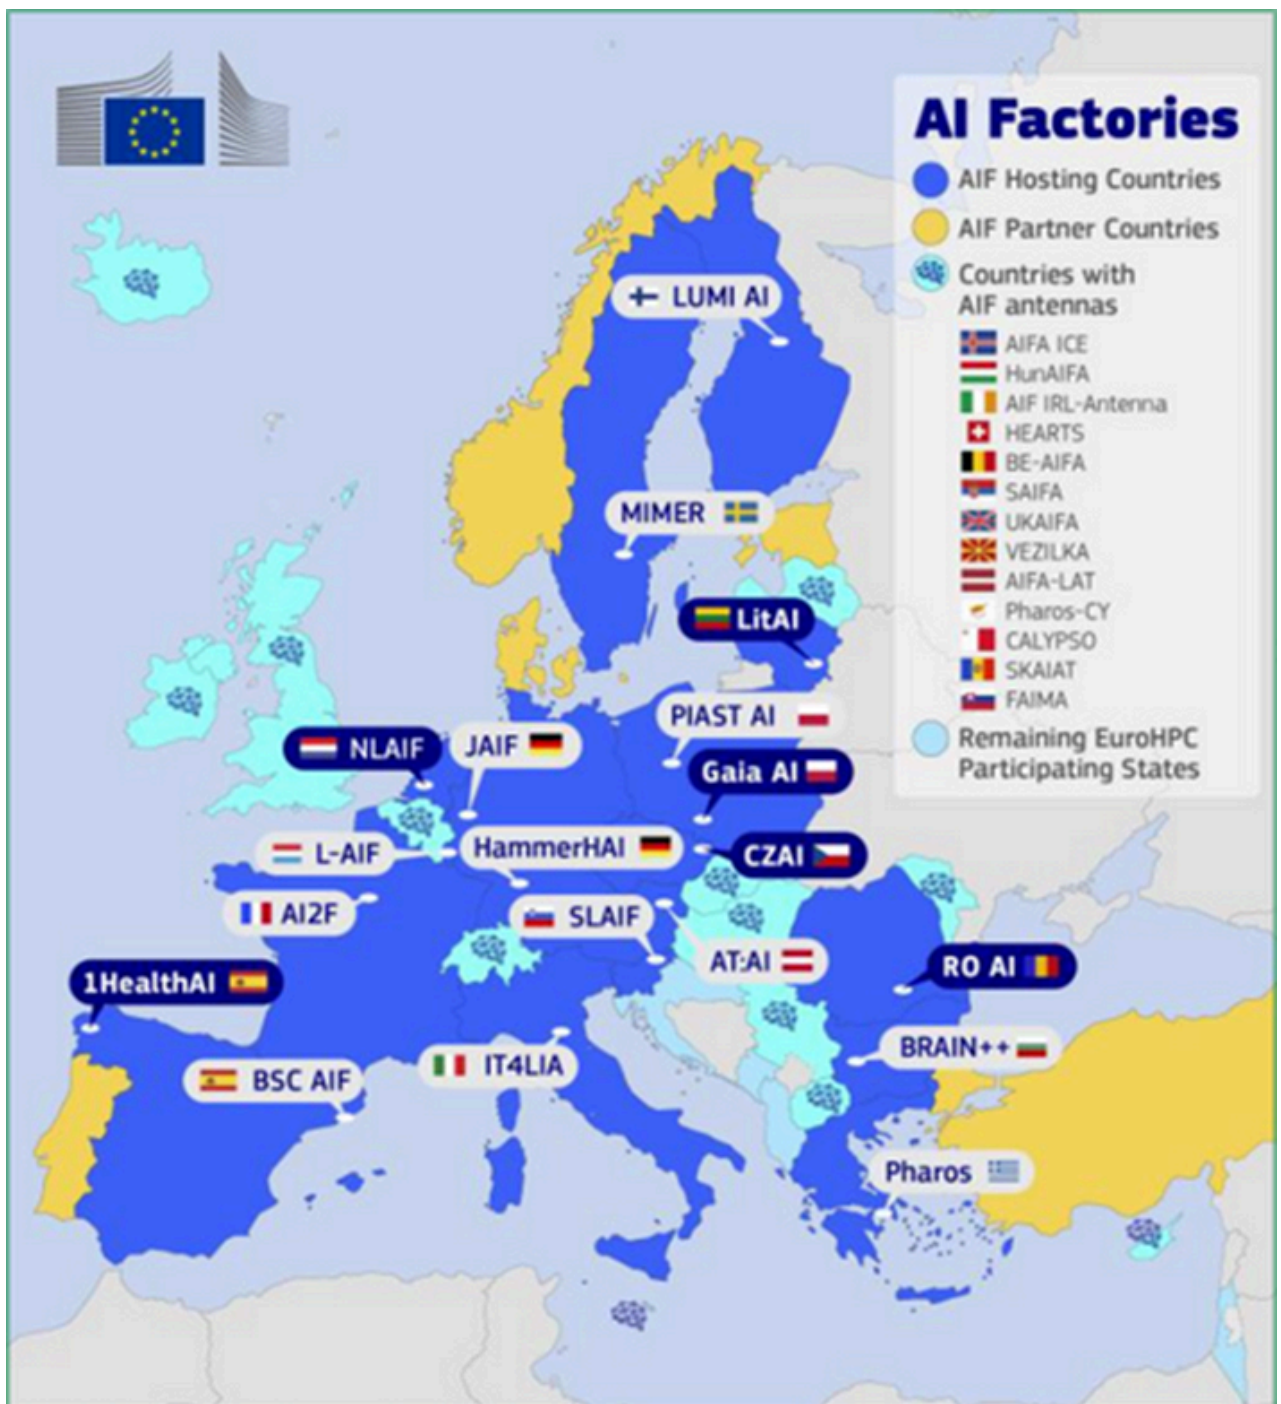 AI Factories
AIF Hosting Countries
AIF Partner Countries
Countries with
AIF antennas
AIFA ICE
HunAIFA
AIF IRL-Antenna
HEARTS
BE-AIFA
SAIFA
UKAIFA
VEZILKA
AIFA-LAT
Pharos-CY
CALYPSO
SKAIAT
FAIMA
Remaining EuroHPC
Participating States
LUMI AI
MIMER
LitAI
PIAST AI
NLAIF
JAIF
Gaia AI
L-AIF
HammerHAI
CZAI
AI2F
SLAIF
AT:AI
RO AI
1HealthAI
BRAIN++
IT4LIA
BSC AIF
Pharos